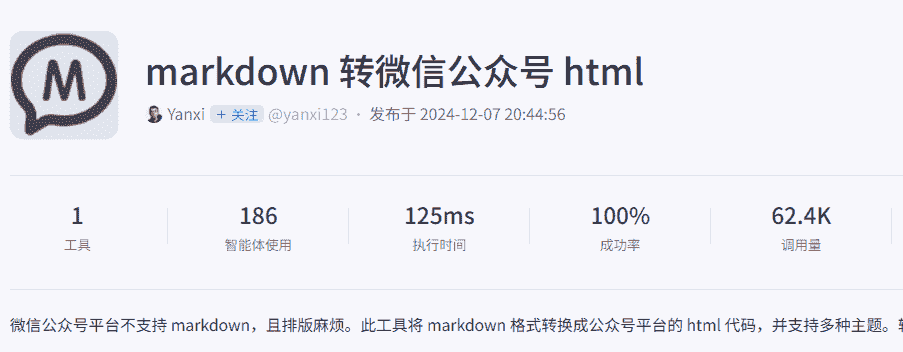 M
markdown 转微信公众号 html
Yanxi + 关注 @yanxi123 · 发布于 2024-12-07 20:44:56
1 186 125ms 100% 62.4K
工具 智能体使用 执行时间 成功率 调用量
微信公众号平台不支持 markdown，且排版麻烦。此工具将 markdown 格式转换成公众号平台的 html 代码，并支持多种主题。